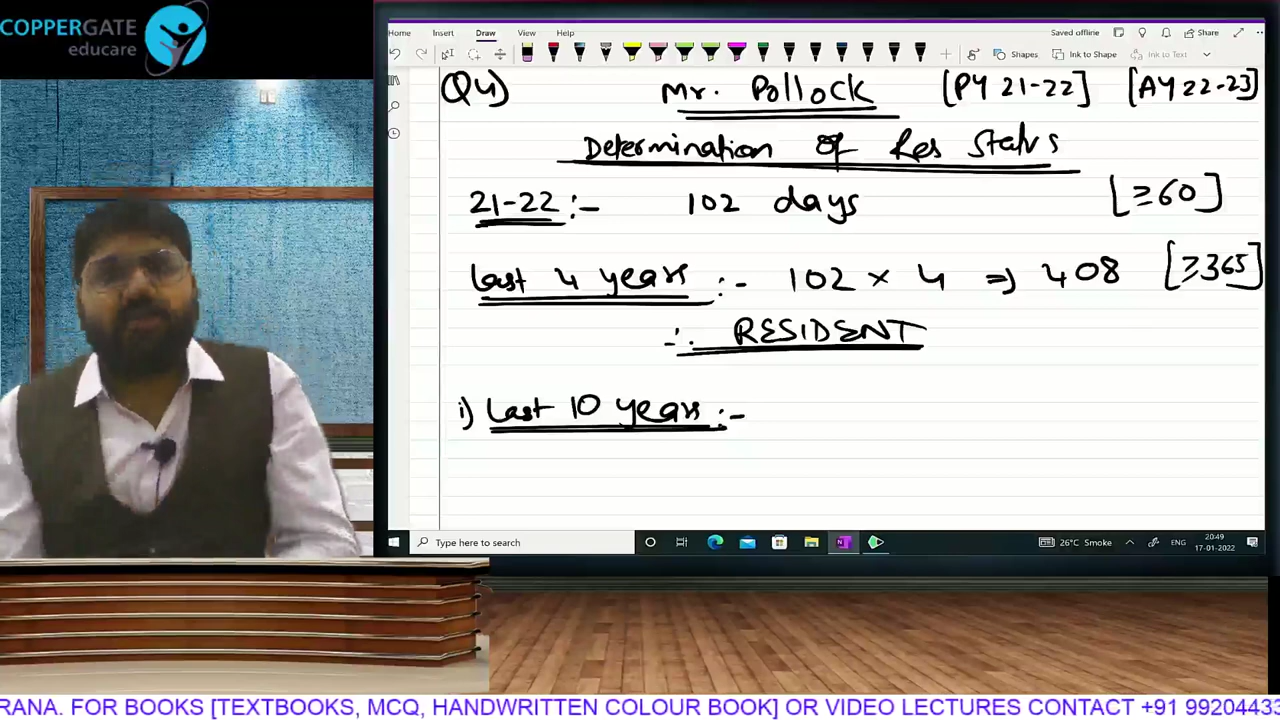 COPPERGATE
educare
Home Insert Draw View Help
Saved offline
Share
Shapes
Ink to Shape
Ink to Text
Q4) Mr. Pollock [PY 21-22] [AY 22-23]
Determination of Res Status
21-22:- 102 days [≥60]
last 4 years :- 102 × 4 => 408 [≥365]
∴ RESIDENT
i) Last 10 years :-
Type here to search
26°C Smoke
ENG
20:49
17-01-2022
RANA. FOR BOOKS [TEXTBOOKS, MCQ, HANDWRITTEN COLOUR BOOK] OR VIDEO LECTURES CONTACT +91 99204433